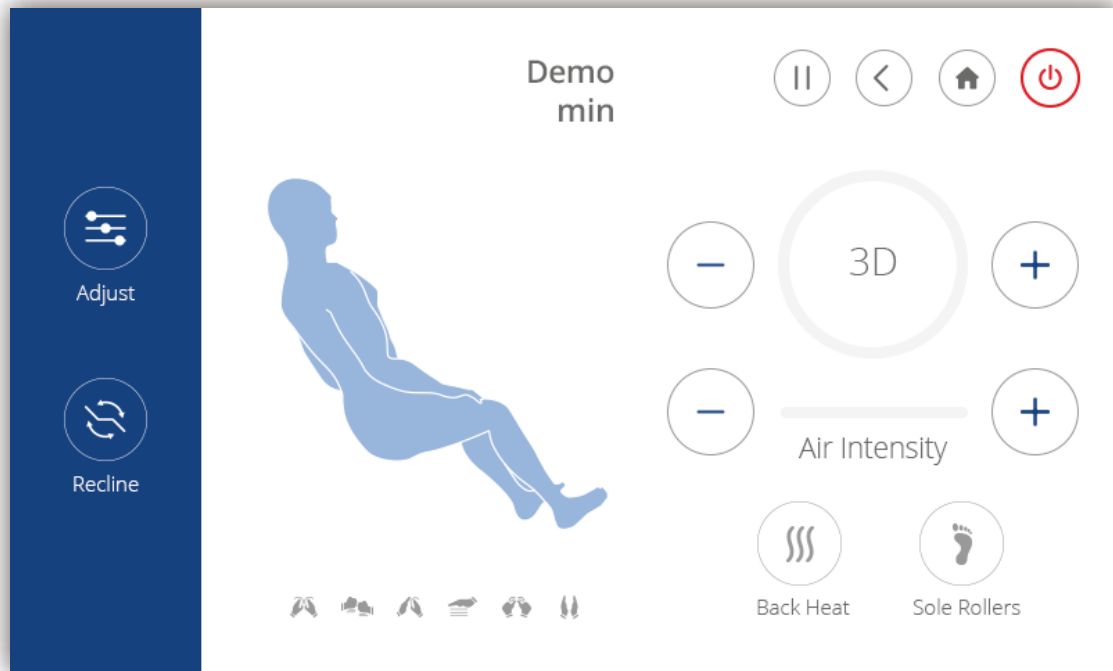 Demo
min
3D
Adjust
Air Intensity
Recline
Back Heat
Sole Rollers